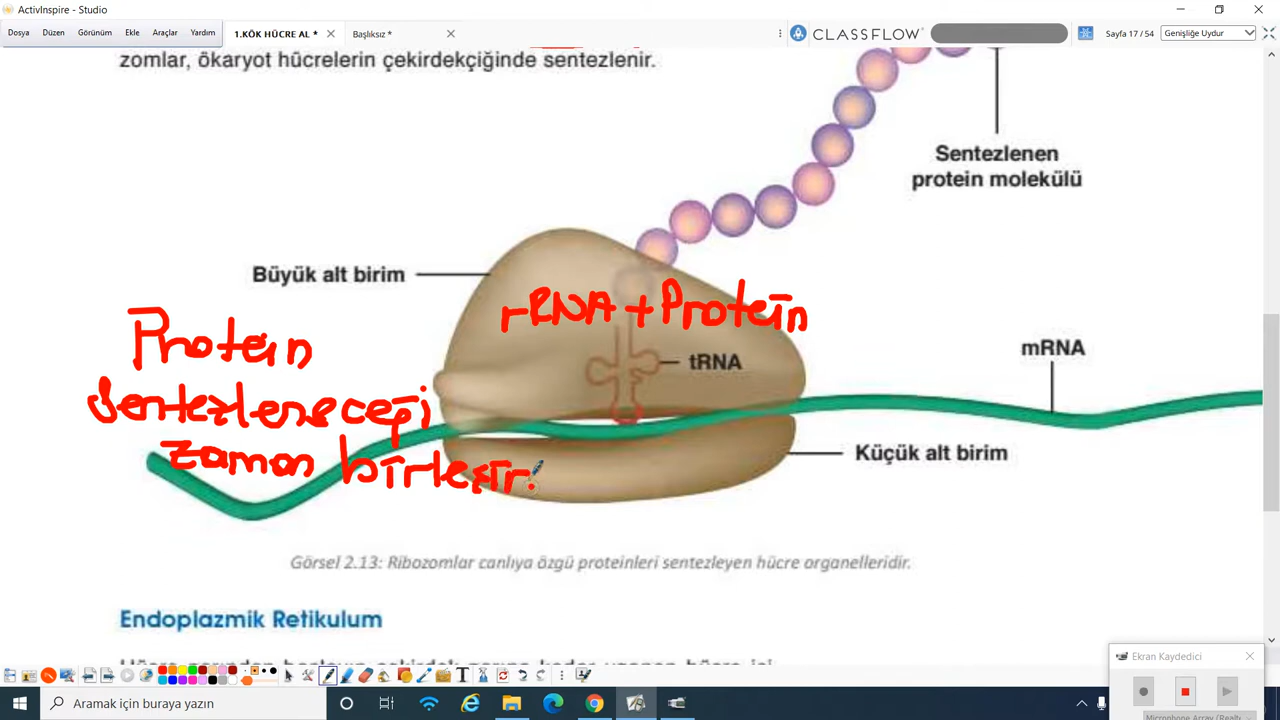 ActivInspire - Studio
Dosya Düzen Görünüm Ekle Araçlar Yardım
1.KÖK HÜCRE AL *
Başlıksız *
CLASSFLOW
Sayfa 17 / 54
Genişliğe Uydur
zomlar, ökaryot hücrelerin çekirdekçiğinde sentezlenir.
Sentezlenen
protein molekülü
Büyük alt birim
rRNA + Protein
Protein
sentezleneceği
zaman birleşir.
tRNA
mRNA
Küçük alt birim
Görsel 2.13: Ribozomlar canlıya özgü proteinleri sentezleyen hücre organelleridir.
Endoplazmik Retikulum
Ekran Kaydedici
Microphone Array (Realt
Aramak için buraya yazın